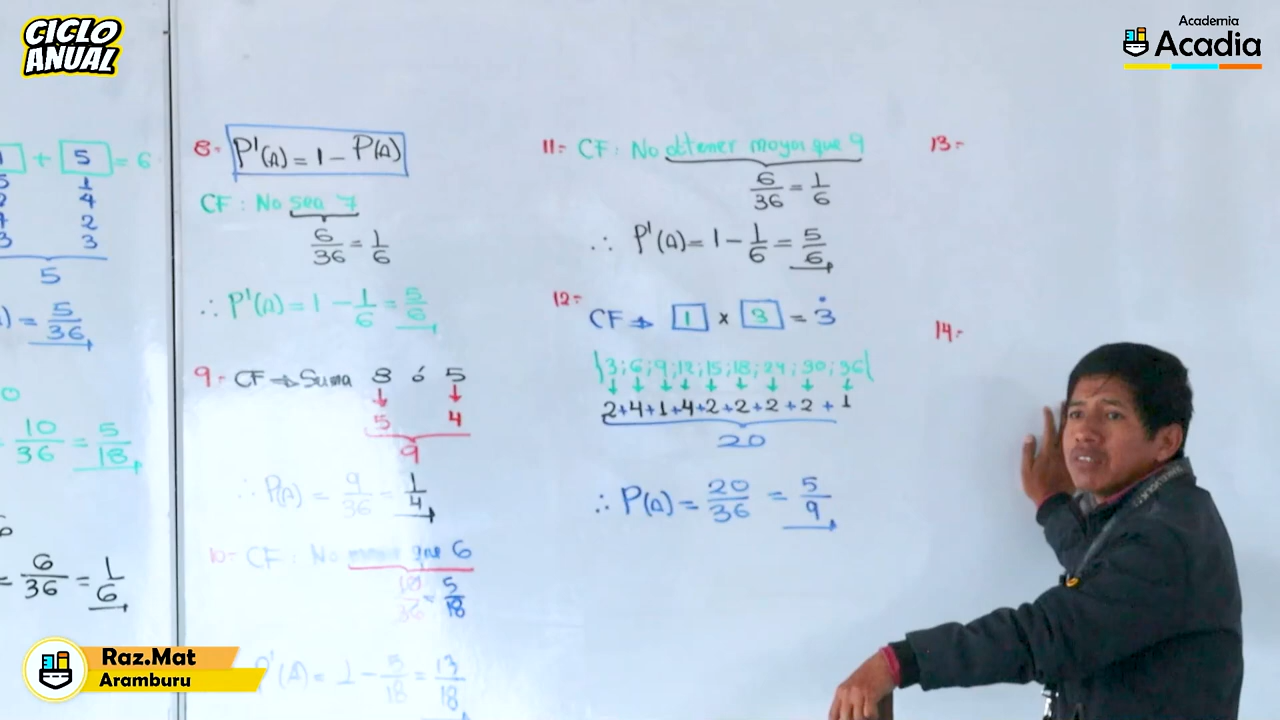 CICLO
ANUAL
Academia
Acadia
1 + 5 = 6
5 1
4
2
3 3
5
= 5/36
10/36 = 5/18
= 6/36 = 1/6
8.- P'(A) = 1 - P(A)
CF : No sea 7
6/36 = 1/6
∴ P'(A) = 1 - 1/6 = 5/6
9.- CF ⇒ Suma 8 ó 5
5 4
9
∴ P(A) = 9/36 = 1/4
10.- CF : No menor que 6
10/36 = 5/18
P'(A) = 1 - 5/18 = 13/18
11.- CF : No obtener mayor que 9
6/36 = 1/6
∴ P'(A) = 1 - 1/6 = 5/6
12.-
CF ⇒ 1 × 3 = 3̇
{3;6;9;12;15;18;24;30;36}
2+4+1+4+2+2+2+2+1
20
∴ P(A) = 20/36 = 5/9
13.-
14.-
Raz.Mat
Aramburu